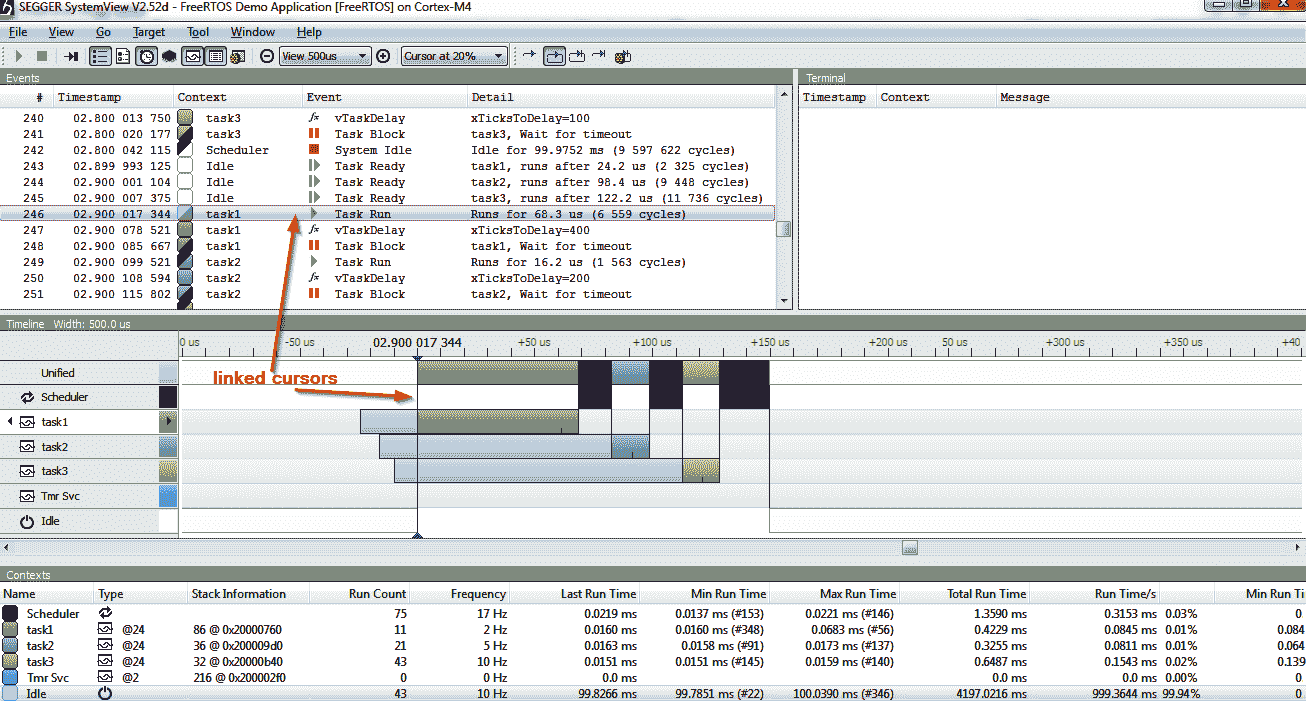 SEGGER SystemView V2.52d - FreeRTOS Demo Application [FreeRTOS] on Cortex-M4
File View Go Target Tool Window Help
View 500us Cursor at 20%
Events
# Timestamp Context Event Detail
240 02.800 013 750 task3 fx vTaskDelay xTicksToDelay=100
241 02.800 020 177 task3 Task Block task3, Wait for timeout
242 02.800 042 115 Scheduler System Idle Idle for 99.9752 ms (9 597 622 cycles)
243 02.899 993 125 Idle Task Ready task1, runs after 24.2 us (2 325 cycles)
244 02.900 001 104 Idle Task Ready task2, runs after 98.4 us (9 448 cycles)
245 02.900 007 375 Idle Task Ready task3, runs after 122.2 us (11 736 cycles)
246 02.900 017 344 task1 Task Run Runs for 68.3 us (6 559 cycles)
247 02.900 078 521 task1 fx vTaskDelay xTicksToDelay=400
248 02.900 085 667 task1 Task Block task1, Wait for timeout
249 02.900 099 521 task2 Task Run Runs for 16.2 us (1 563 cycles)
250 02.900 108 594 task2 fx vTaskDelay xTicksToDelay=200
251 02.900 115 802 task2 Task Block task2, Wait for timeout
Terminal
Timestamp Context Message
Timeline Width: 500.0 us
0 us -50 us 02.900 017 344 +50 us +100 us +150 us +200 us 50 us +300 us +350 us +40
Unified
linked cursors
Scheduler
task1
task2
task3
Tmr Svc
Idle
Contexts
Name Type Stack Information Run Count Frequency Last Run Time Min Run Time Max Run Time Total Run Time Run Time/s Min Run Ti
Scheduler 75 17 Hz 0.0219 ms 0.0137 ms (#153) 0.0221 ms (#146) 1.3590 ms 0.3153 ms 0.03% 0
task1 @24 86 @ 0x20000760 11 2 Hz 0.0160 ms 0.0160 ms (#348) 0.0683 ms (#56) 0.4229 ms 0.0845 ms 0.01% 0.084
task2 @24 36 @ 0x200009d0 21 5 Hz 0.0163 ms 0.0158 ms (#91) 0.0173 ms (#137) 0.3255 ms 0.0811 ms 0.01% 0.064
task3 @24 32 @ 0x20000b40 43 10 Hz 0.0151 ms 0.0151 ms (#145) 0.0159 ms (#140) 0.6487 ms 0.1543 ms 0.02% 0.139
Tmr Svc @2 216 @ 0x200002f0 0 0 Hz 0.0 ms 0.0 ms 0.0 ms 0.00% 0
Idle 43 10 Hz 99.8266 ms 99.7851 ms (#22) 100.0390 ms (#346) 4197.0216 ms 999.3644 ms 99.94% 0